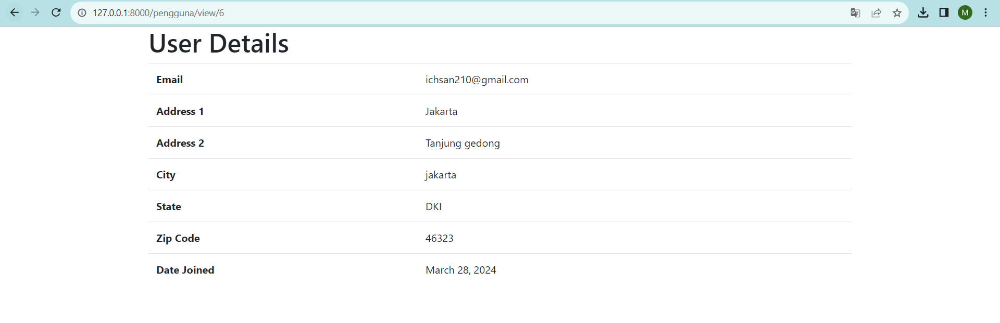 127.0.0.1:8000/pengguna/view/6
M
User Details
Email ichsan210@gmail.com
Address 1 Jakarta
Address 2 Tanjung gedong
City jakarta
State DKI
Zip Code 46323
Date Joined March 28, 2024